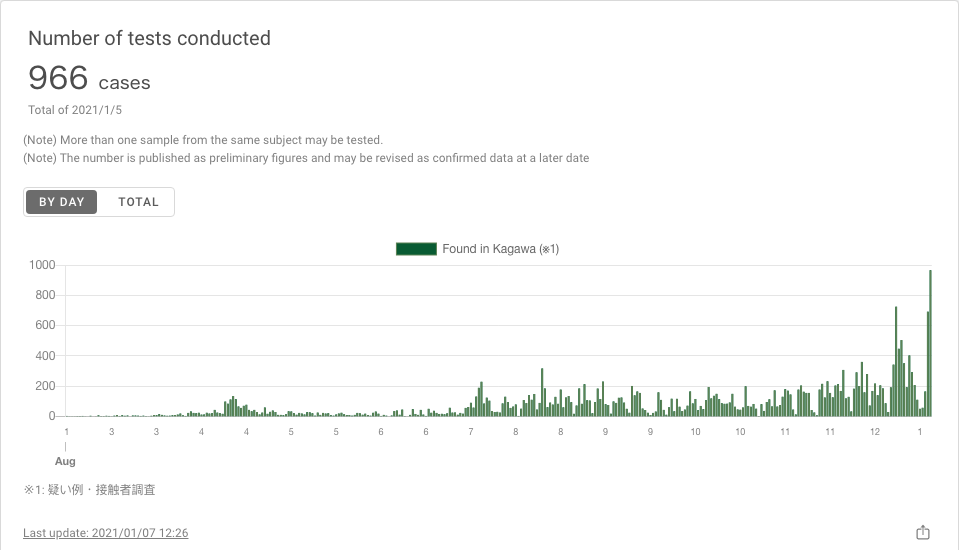 Number of tests conducted
966 cases
Total of 2021/1/5
(Note) More than one sample from the same subject may be tested.
(Note) The number is published as preliminary figures and may be revised as confirmed data at a later date
BY DAY TOTAL
Found in Kagawa (※1)
1000
800
600
400
200
0
1 3 3 4 4 5 5 6 6 7 8 8 9 9 10 10 11 11 12 1
Aug
※1: 疑い例・接触者調査
Last update: 2021/01/07 12:26